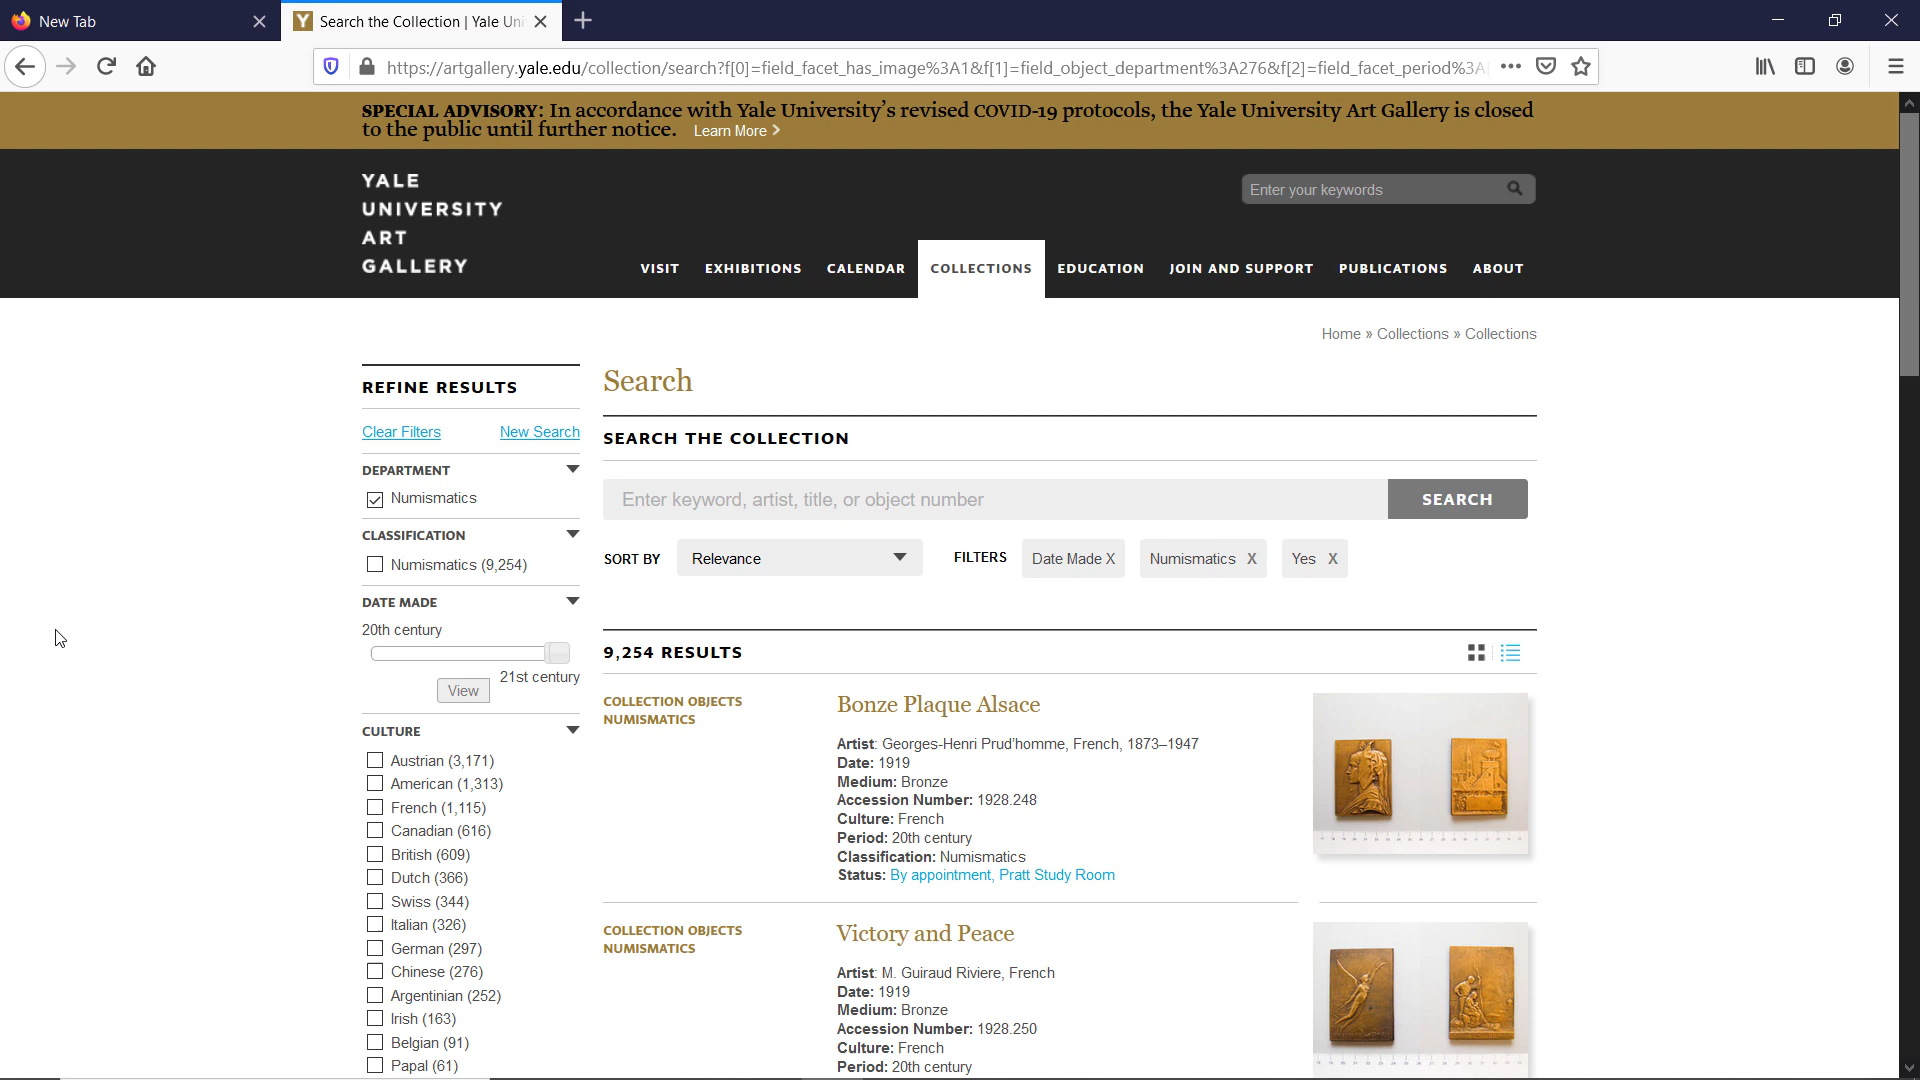 New Tab
Search the Collection | Yale Uni
https://artgallery.yale.edu/collection/search?f[0]=field_facet_has_image%3A1&f[1]=field_object_department%3A276&f[2]=field_facet_period%3A
SPECIAL ADVISORY: In accordance with Yale University's revised COVID-19 protocols, the Yale University Art Gallery is closed
to the public until further notice. Learn More >
YALE
UNIVERSITY
ART
GALLERY
Enter your keywords
VISIT EXHIBITIONS CALENDAR COLLECTIONS EDUCATION JOIN AND SUPPORT PUBLICATIONS ABOUT
Home » Collections » Collections
REFINE RESULTS
Clear Filters New Search
DEPARTMENT
Numismatics
CLASSIFICATION
Numismatics (9,254)
DATE MADE
20th century
21st century
View
CULTURE
Austrian (3,171)
American (1,313)
French (1,115)
Canadian (616)
British (609)
Dutch (366)
Swiss (344)
Italian (326)
German (297)
Chinese (276)
Argentinian (252)
Irish (163)
Belgian (91)
Papal (61)
Search
SEARCH THE COLLECTION
Enter keyword, artist, title, or object number
SEARCH
SORT BY Relevance FILTERS Date Made X Numismatics X Yes X
9,254 RESULTS
COLLECTION OBJECTS
NUMISMATICS
Bonze Plaque Alsace
Artist: Georges-Henri Prud'homme, French, 1873–1947
Date: 1919
Medium: Bronze
Accession Number: 1928.248
Culture: French
Period: 20th century
Classification: Numismatics
Status: By appointment, Pratt Study Room
COLLECTION OBJECTS
NUMISMATICS
Victory and Peace
Artist: M. Guiraud Riviere, French
Date: 1919
Medium: Bronze
Accession Number: 1928.250
Culture: French
Period: 20th century